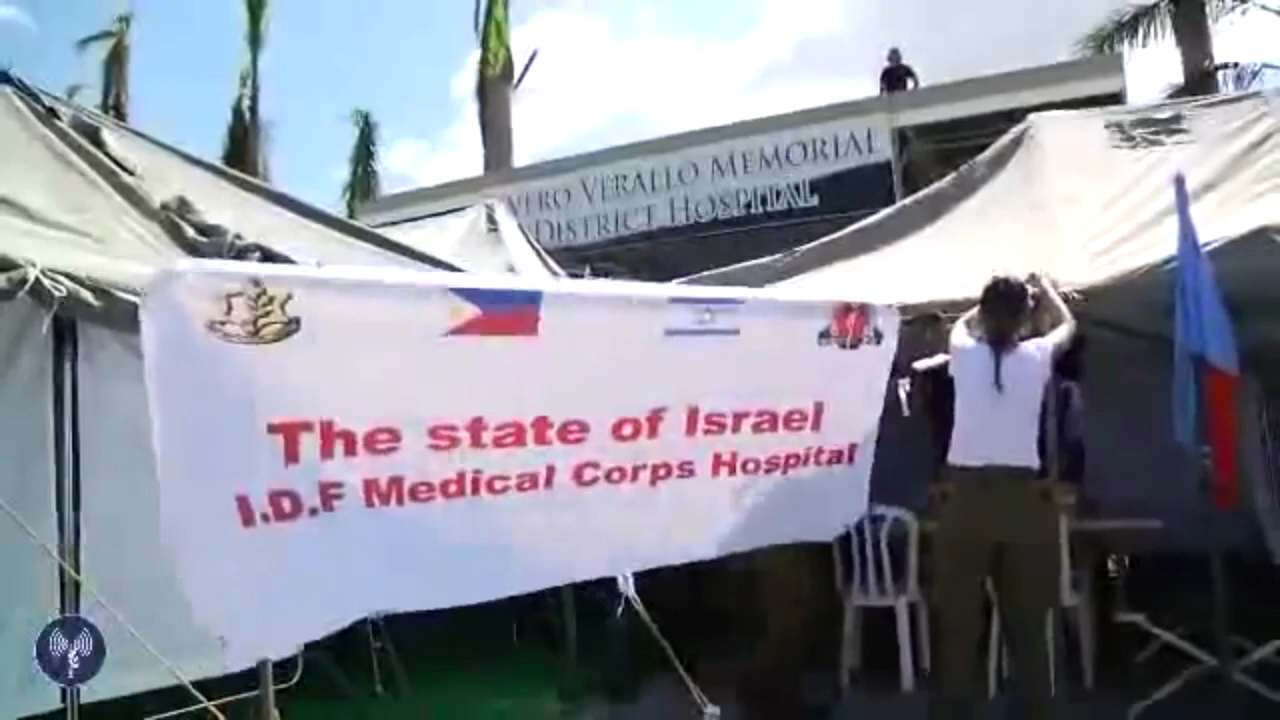 VERO VERALLO MEMORIAL
DISTRICT HOSPITAL
The state of Israel
I.D.F Medical Corps Hospital